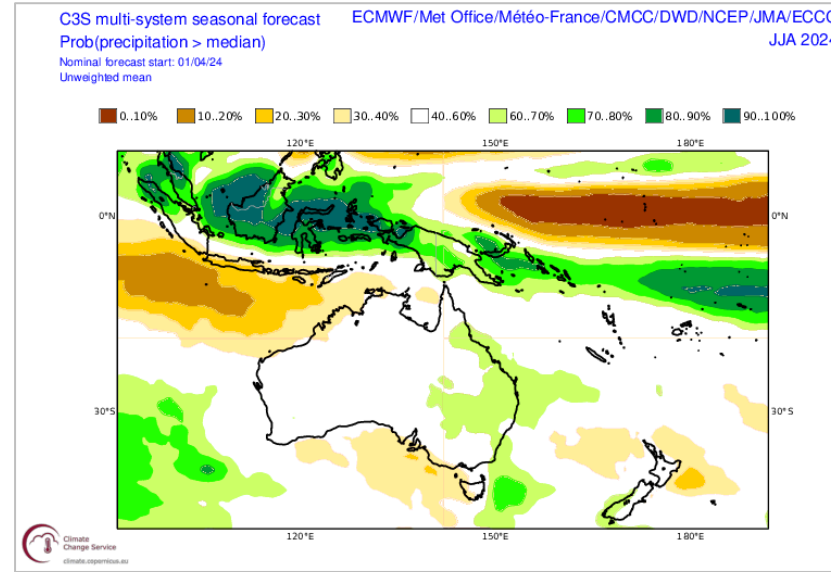 C3S multi-system seasonal forecast ECMWF/Met Office/Météo-France/CMCC/DWD/NCEP/JMA/ECCC
Prob(precipitation > median) JJA 2024
Nominal forecast start: 01/04/24
Unweighted mean
0..10% 10..20% 20..30% 30..40% 40..60% 60..70% 70..80% 80..90% 90..100%
120°E 150°E 180°E
0°N 0°N
30°S 30°S
120°E 150°E 180°E
Climate
Change Service
climate.copernicus.eu